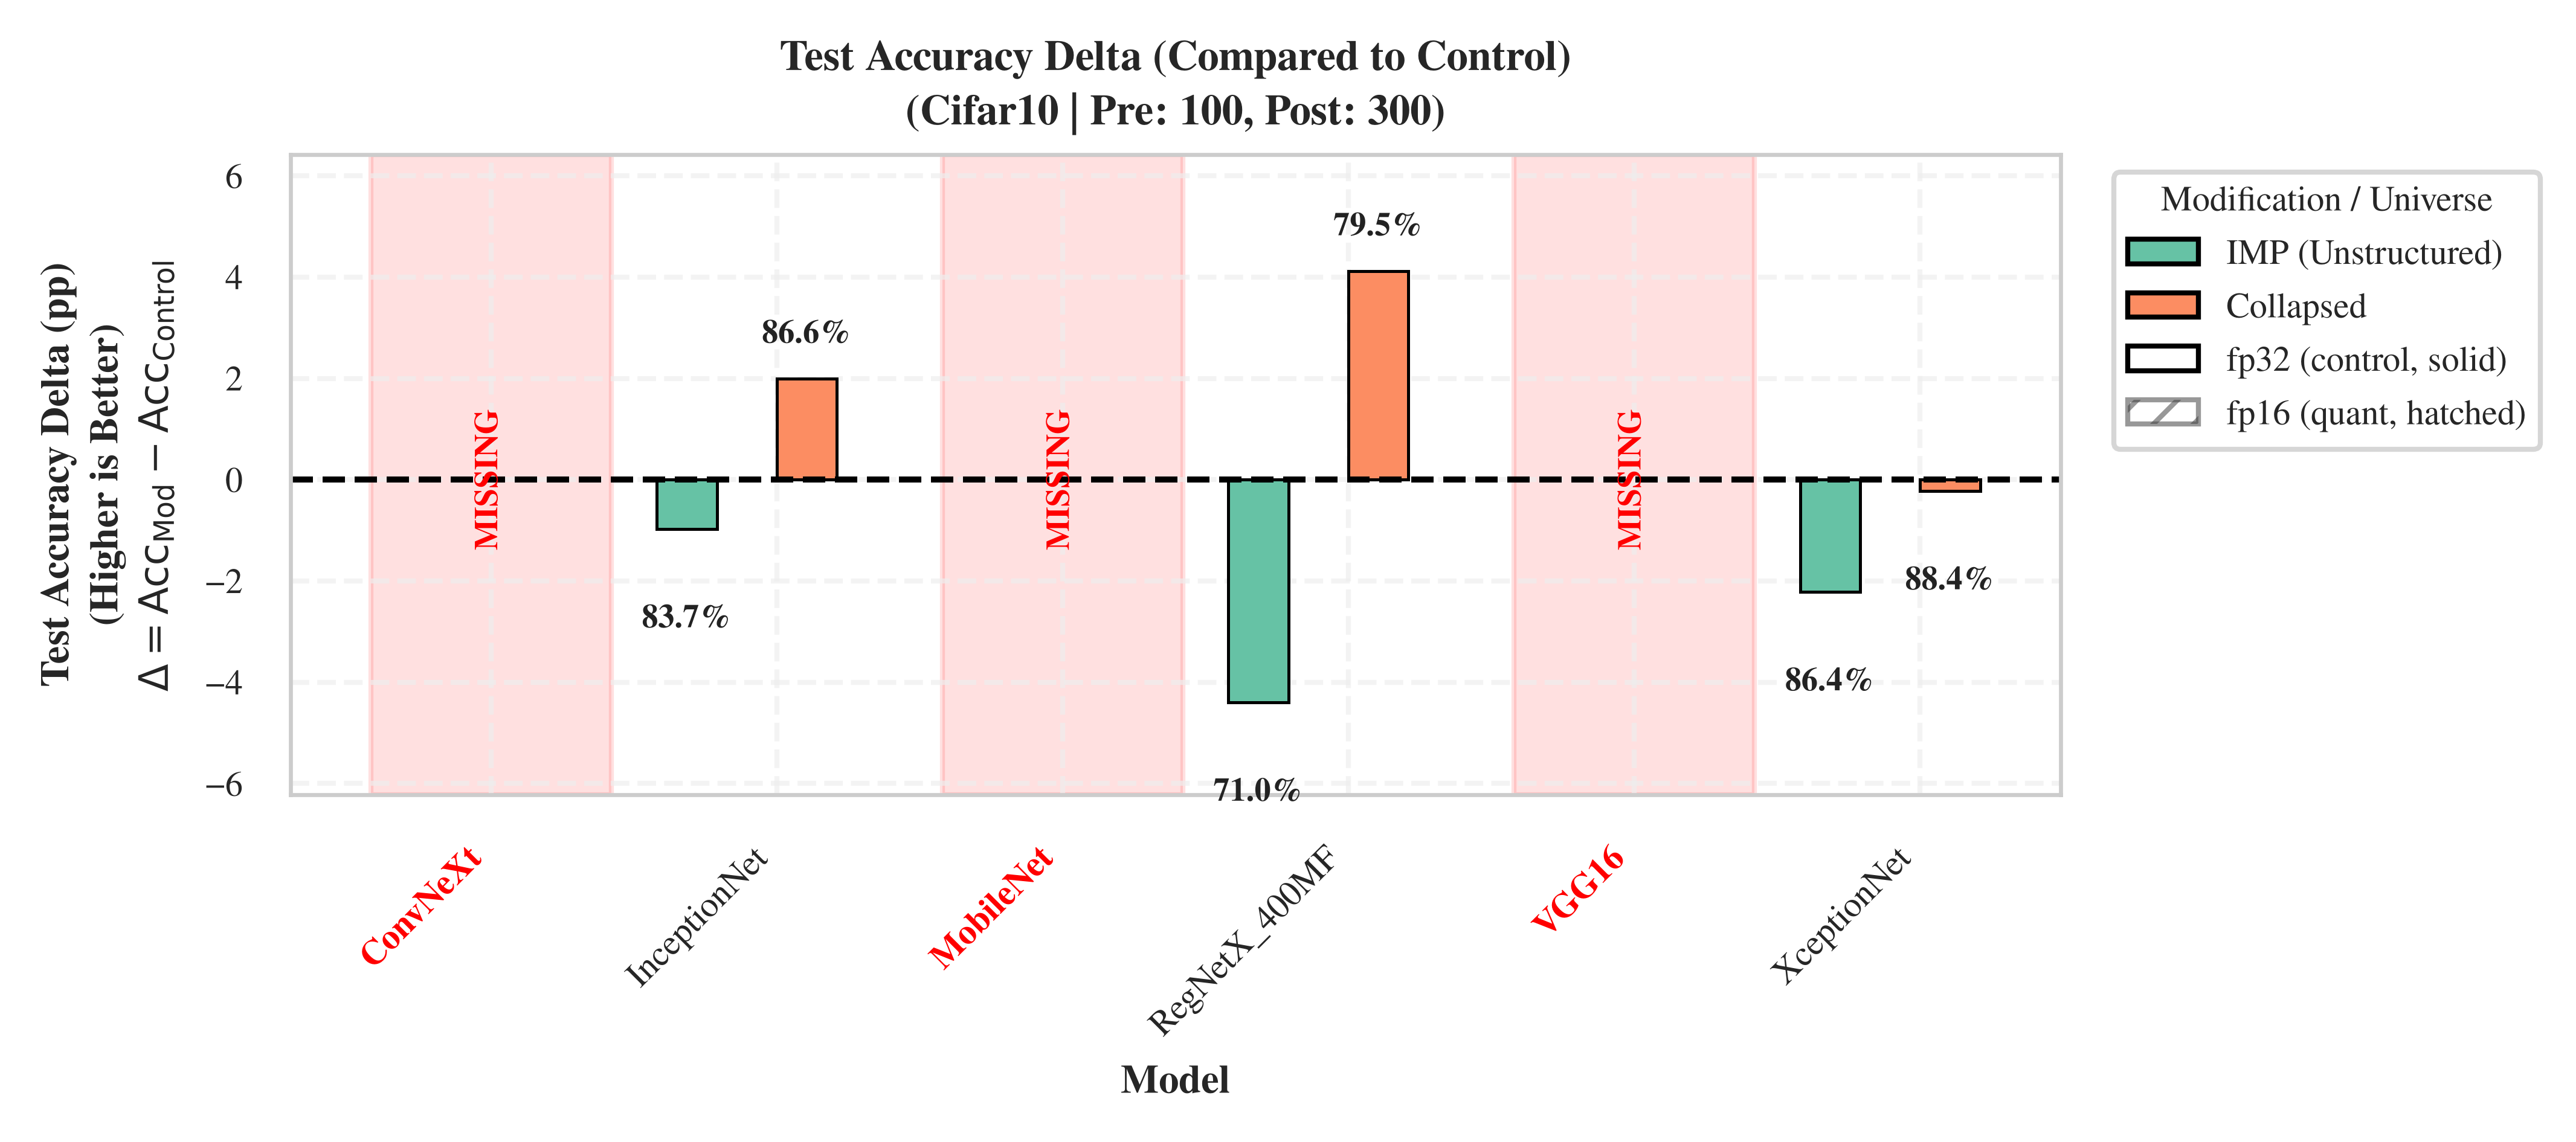 Test Accuracy Delta (Compared to Control)
(Cifar10 | Pre: 100, Post: 300)
Test Accuracy Delta (pp)
(Higher is Better)
Δ = ACC_Mod − ACC_Control
6
4
2
0
−2
−4
−6
MISSING
83.7%
86.6%
MISSING
71.0%
79.5%
MISSING
86.4%
88.4%
ConvNeXt
InceptionNet
MobileNet
RegNetX_400MF
VGG16
XceptionNet
Model
Modification / Universe
IMP (Unstructured)
Collapsed
fp32 (control, solid)
fp16 (quant, hatched)